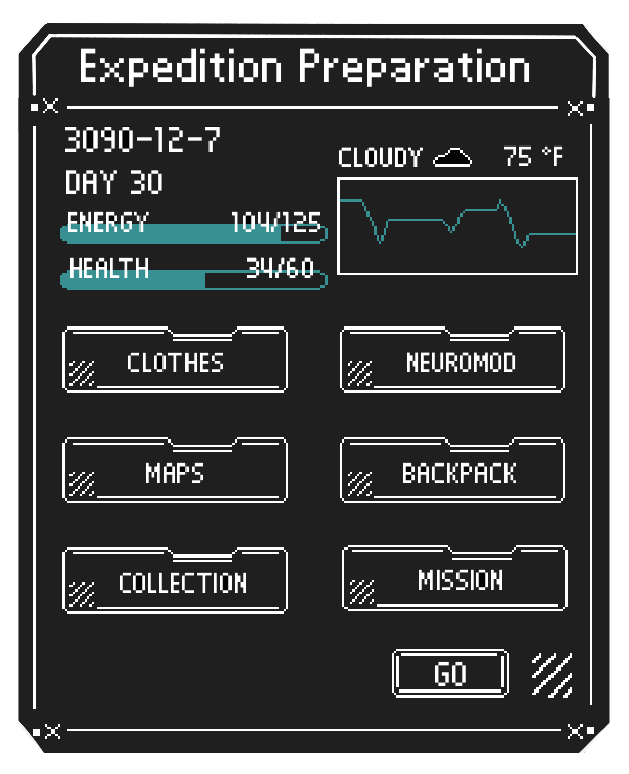 Expedition Preparation
3090-12-7
DAY 30
CLOUDY 75 °F
ENERGY 104/125
HEALTH 34/60
CLOTHES
NEUROMOD
MAPS
BACKPACK
COLLECTION
MISSION
GO